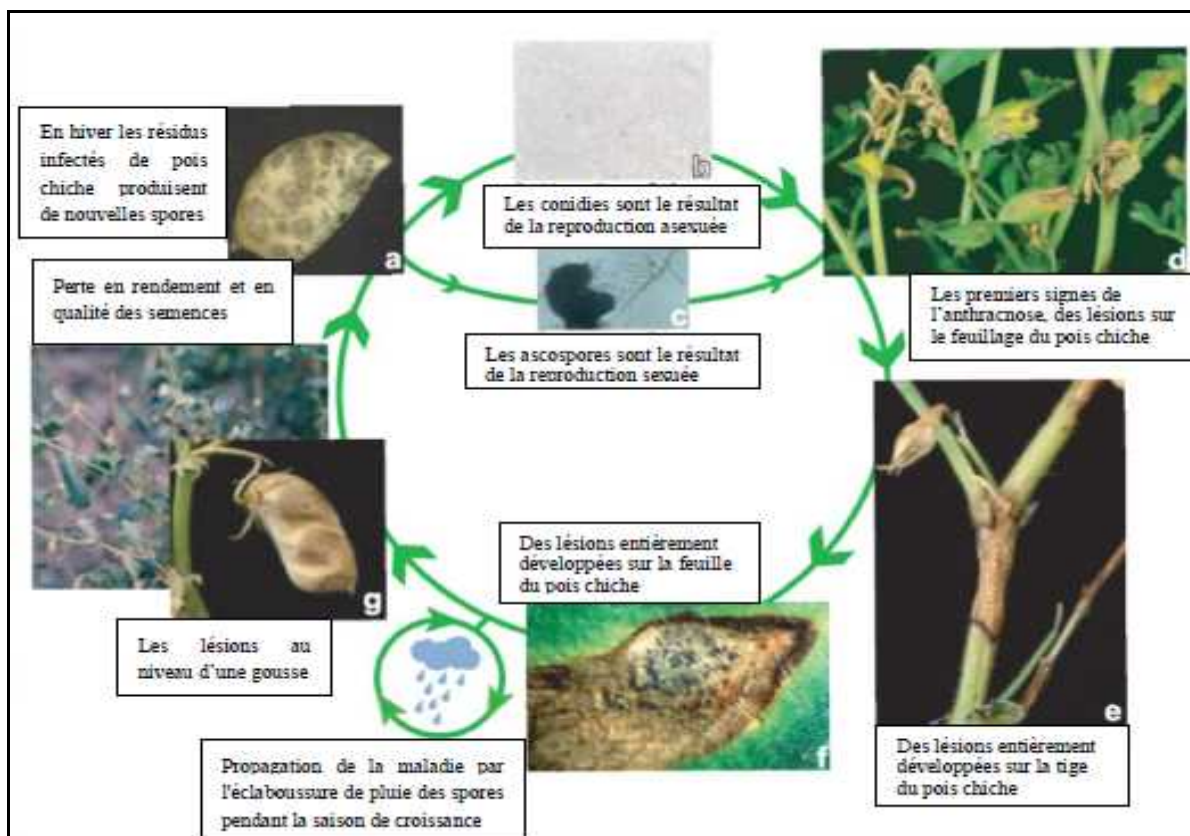 En hiver les résidus
infectés de pois
chiche produisent
de nouvelles spores
a
b
Les conidies sont le résultat
de la reproduction asexuée
c
Les ascospores sont le résultat
de la reproduction sexuée
d
Les premiers signes de
l'anthracnose, des lésions sur
le feuillage du pois chiche
Perte en rendement et en
qualité des semences
g
Les lésions au
niveau d'une gousse
Des lésions entièrement
développées sur la feuille
du pois chiche
f
e
Des lésions entièrement
développées sur la tige
du pois chiche
Propagation de la maladie par
l'éclaboussure de pluie des spores
pendant la saison de croissance